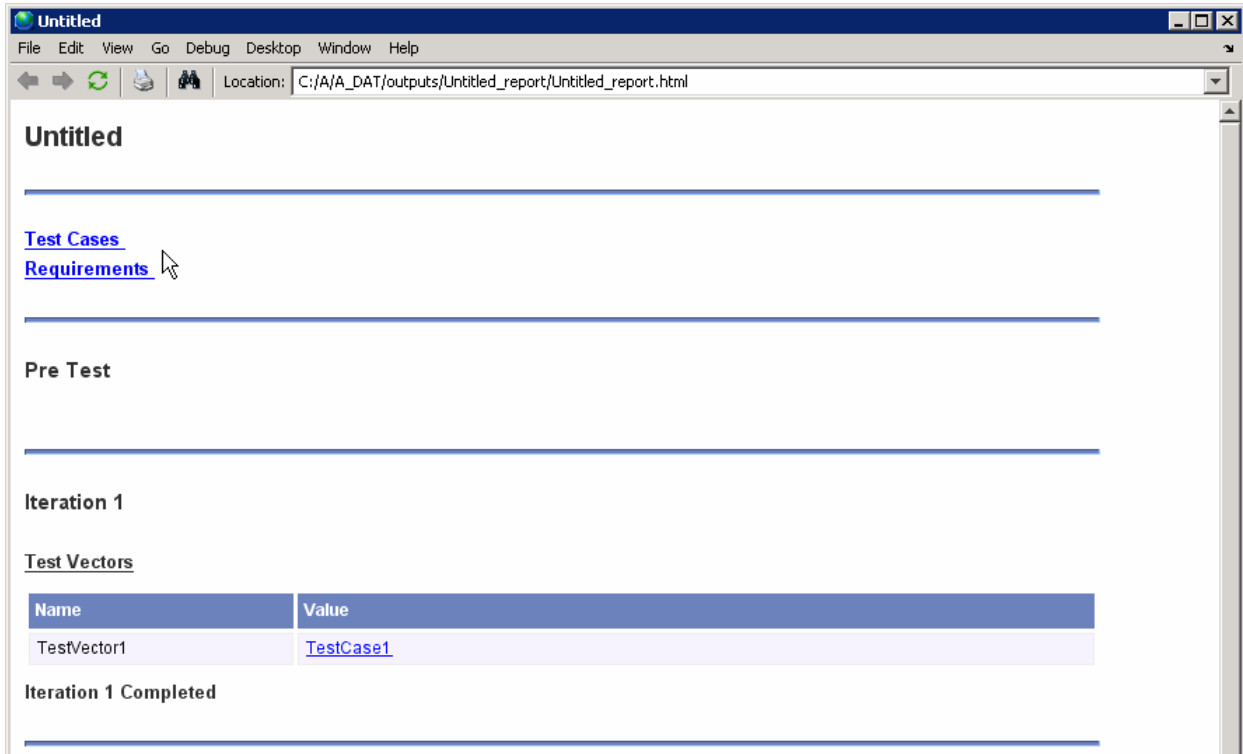 Untitled
File Edit View Go Debug Desktop Window Help
Location: C:/A/A_DAT/outputs/Untitled_report/Untitled_report.html
Untitled
Test Cases
Requirements
Pre Test
Iteration 1
Test Vectors
Name Value
TestVector1 TestCase1
Iteration 1 Completed